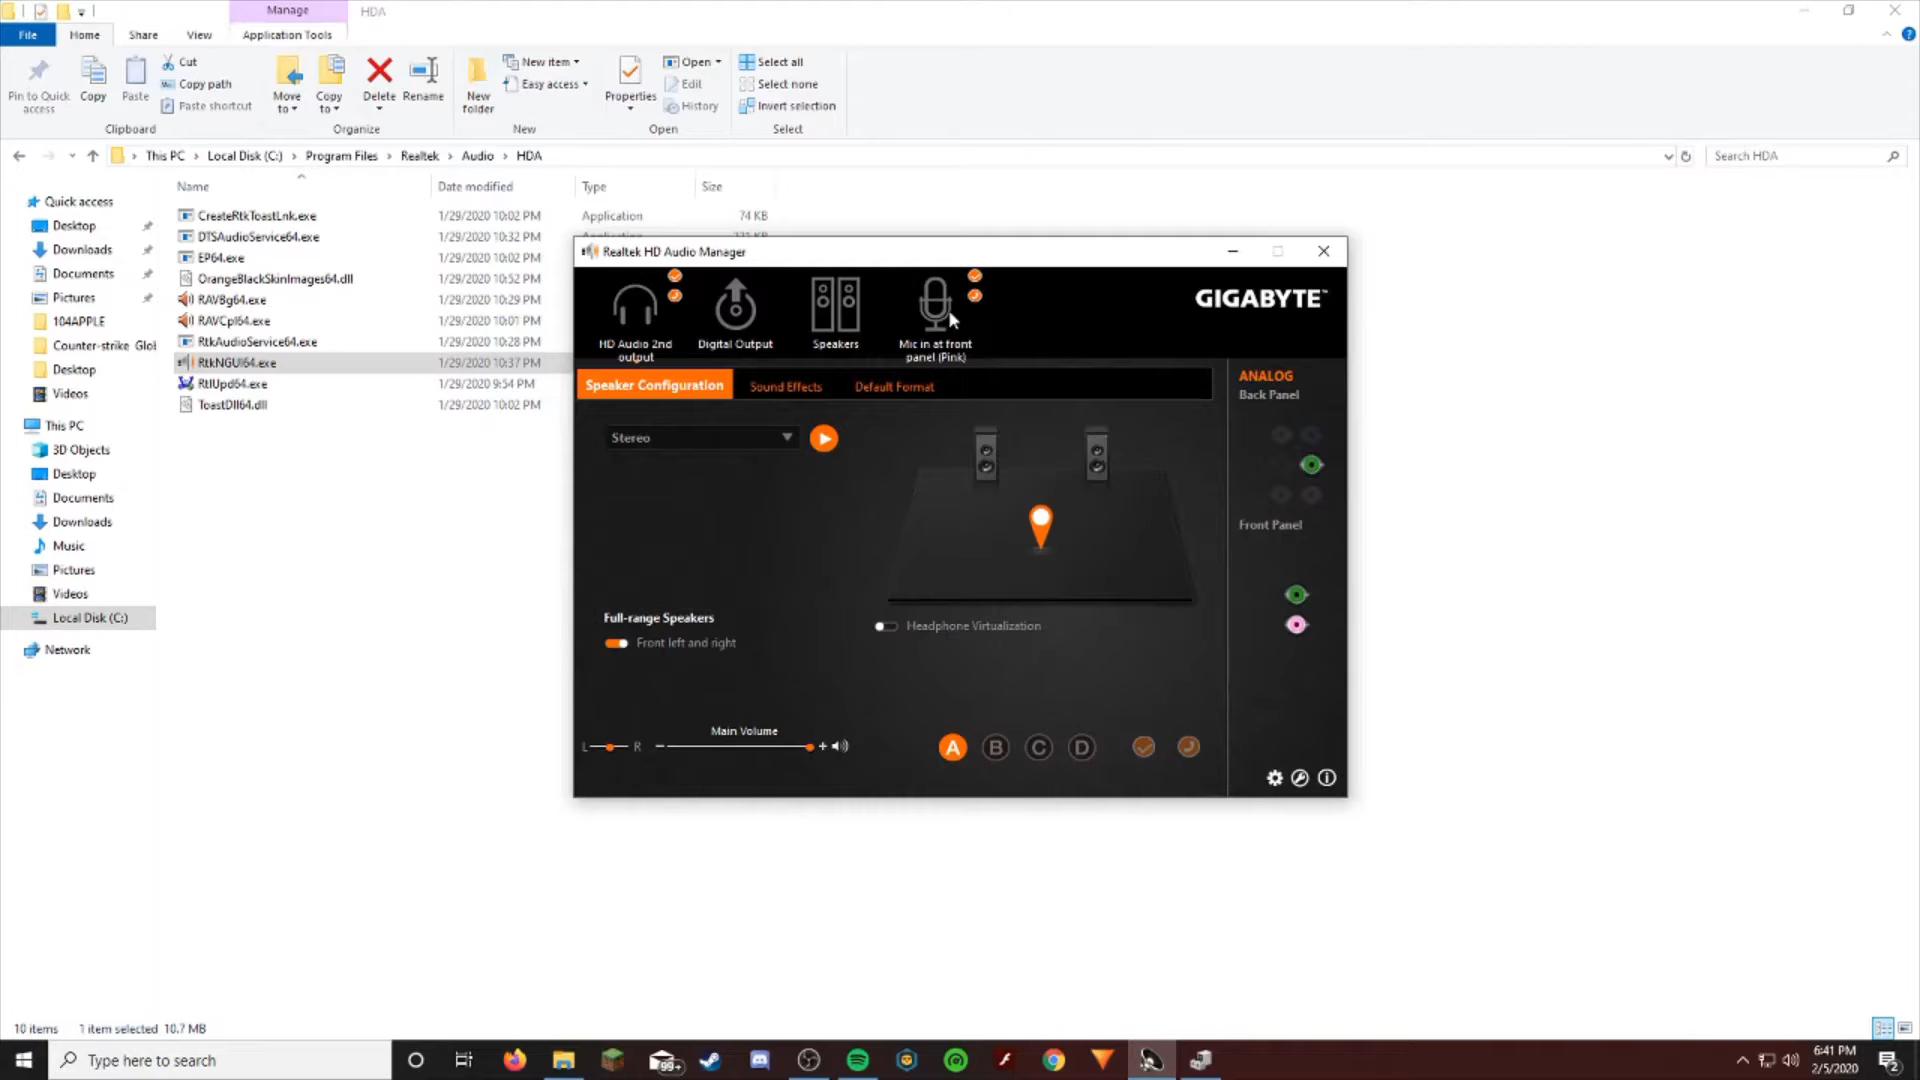 Manage
HDA
File
Home
Share
View
Application Tools
Pin to Quick access
Copy
Paste
Cut
Copy path
Paste shortcut
Clipboard
Move to
Copy to
Delete
Rename
Organize
New folder
New item
Easy access
New
Properties
Open
Edit
History
Open
Select all
Select none
Invert selection
Select
This PC > Local Disk (C:) > Program Files > Realtek > Audio > HDA
Search HDA
Name
Date modified
Type
Size
CreateRtkToastLnk.exe 1/29/2020 10:02 PM Application 74 KB
DTSAudioService64.exe 1/29/2020 10:32 PM
EP64.exe 1/29/2020 10:28 PM
OrangeBlackSkinImages64.dll 1/29/2020 10:52 PM
RAVBg64.exe 1/29/2020 10:29 PM
RAVCpl64.exe 1/29/2020 10:01 PM
RtkAudioService64.exe 1/29/2020 10:28 PM
RtkNGUI64.exe 1/29/2020 10:37 PM
RtlUpd64.exe 1/29/2020 9:54 PM
ToastDll64.dll 1/29/2020 10:02 PM
Quick access
Desktop
Downloads
Documents
Pictures
104APPLE
Counter-strike Glob
Desktop
Videos
This PC
3D Objects
Desktop
Documents
Downloads
Music
Pictures
Videos
Local Disk (C:)
Network
Realtek HD Audio Manager
HD Audio 2nd output
Digital Output
Speakers
Mic in at front panel (Pink)
GIGABYTE™
Speaker Configuration
Sound Effects
Default Format
Stereo
Full-range Speakers
Front left and right
Headphone Virtualization
Main Volume
L
R
A
B
C
D
ANALOG
Back Panel
Front Panel
10 items
1 item selected 10.7 MB
Type here to search
99+
6:41 PM
2/5/2020
2